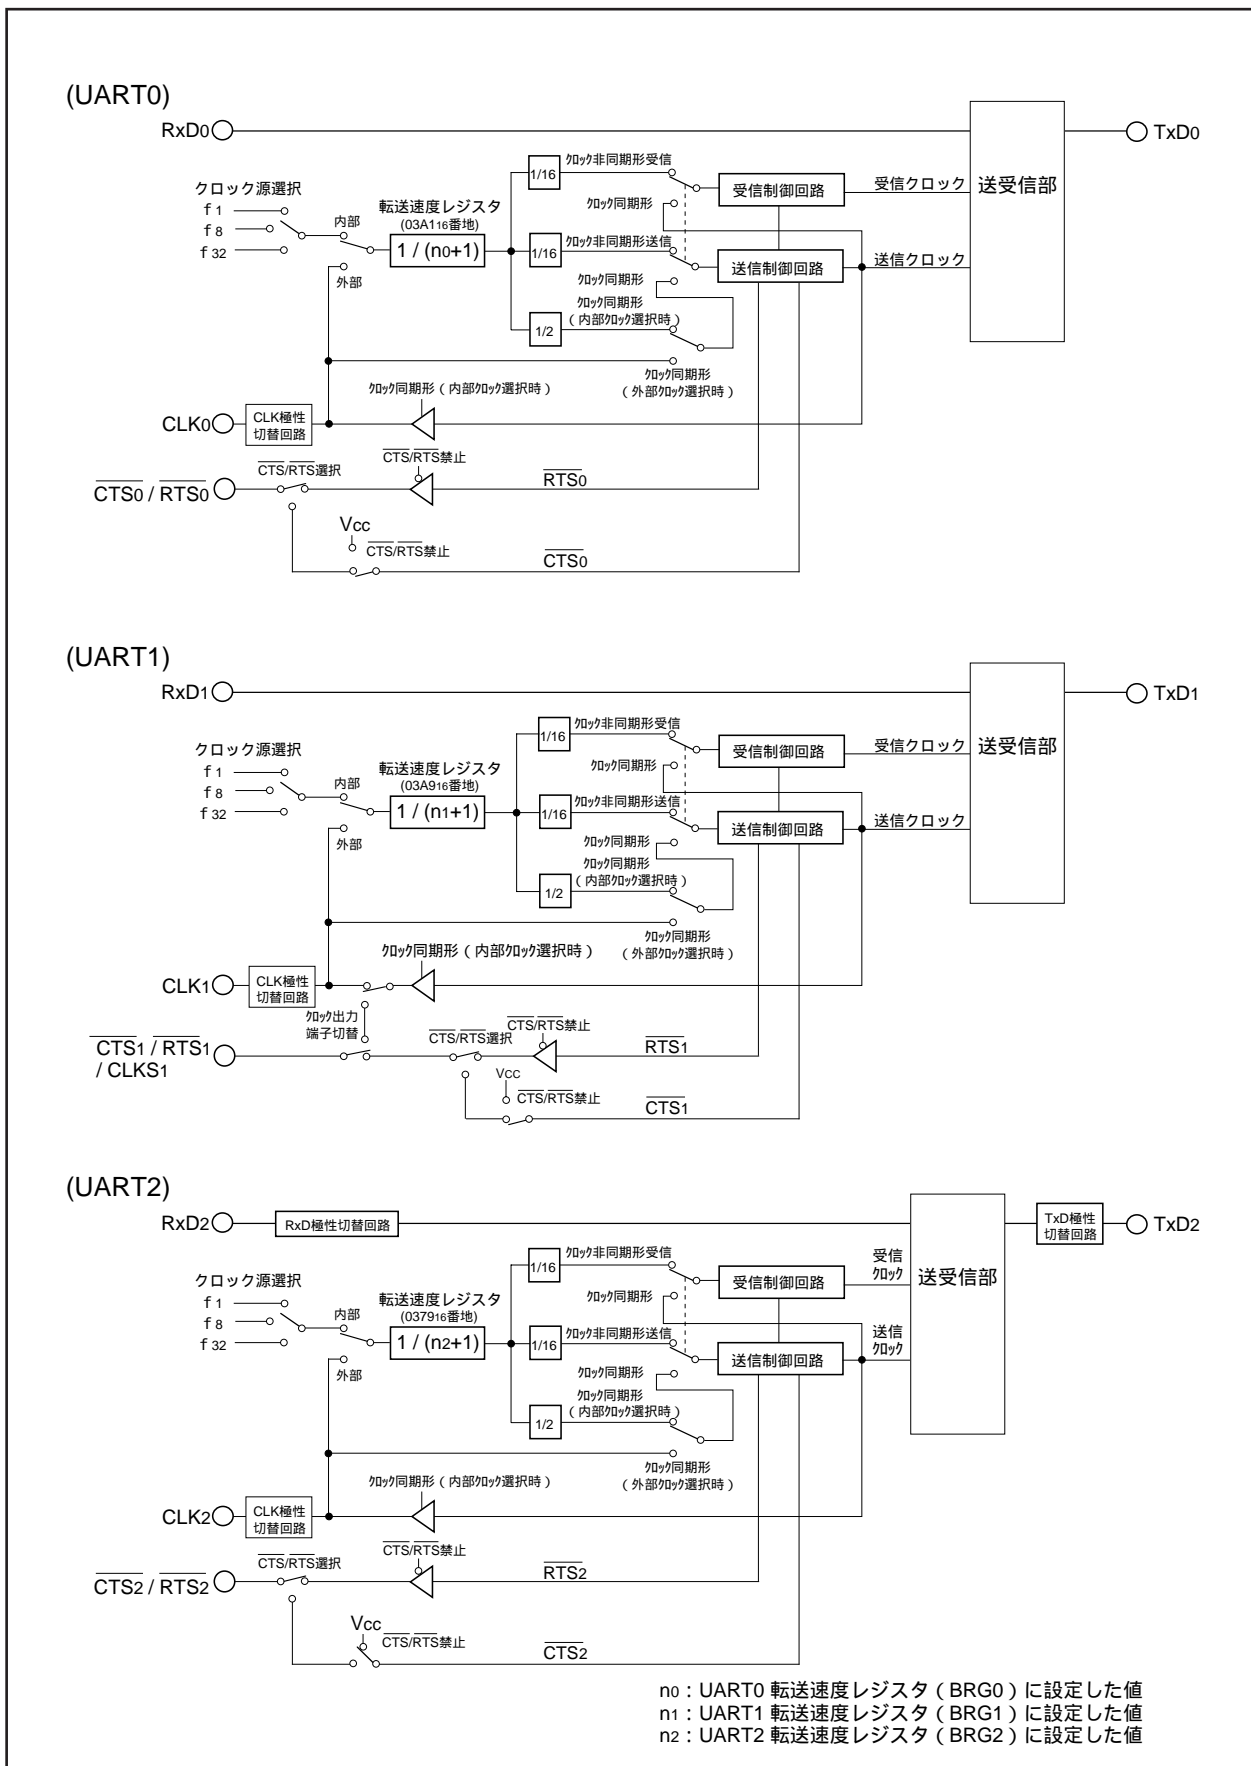 (UART0)
RxD0
TxD0
クロック源選択
f1
f8
f32
内部
外部
転送速度レジスタ
(03A116番地)
1 / (n0+1)
1/16
クロック非同期形受信
クロック同期形
1/16
クロック非同期形送信
クロック同期形
クロック同期形
(内部クロック選択時)
1/2
クロック同期形
(外部クロック選択時)
受信制御回路
送信制御回路
受信クロック
送信クロック
送受信部
クロック同期形(内部クロック選択時)
CLK0
CLK極性
切替回路
CTS/RTS選択
CTS/RTS禁止
CTS0 / RTS0
RTS0
Vcc
CTS/RTS禁止
CTS0
(UART1)
RxD1
TxD1
クロック源選択
f1
f8
f32
内部
外部
転送速度レジスタ
(03A916番地)
1 / (n1+1)
1/16
クロック非同期形受信
クロック同期形
1/16
クロック非同期形送信
クロック同期形
クロック同期形
(内部クロック選択時)
1/2
クロック同期形
(外部クロック選択時)
受信制御回路
送信制御回路
受信クロック
送信クロック
送受信部
クロック同期形(内部クロック選択時)
CLK1
CLK極性
切替回路
クロック出力
端子切替
CTS/RTS選択
CTS/RTS禁止
CTS1 / RTS1
/ CLKS1
RTS1
Vcc
CTS/RTS禁止
CTS1
(UART2)
RxD2
RxD極性切替回路
TxD極性
切替回路
TxD2
クロック源選択
f1
f8
f32
内部
外部
転送速度レジスタ
(037916番地)
1 / (n2+1)
1/16
クロック非同期形受信
クロック同期形
1/16
クロック非同期形送信
クロック同期形
クロック同期形
(内部クロック選択時)
1/2
クロック同期形
(外部クロック選択時)
受信制御回路
送信制御回路
受信
クロック
送信
クロック
送受信部
クロック同期形(内部クロック選択時)
CLK2
CLK極性
切替回路
CTS/RTS選択
CTS/RTS禁止
CTS2 / RTS2
RTS2
Vcc
CTS/RTS禁止
CTS2
n0:UART0 転送速度レジスタ(BRG0)に設定した値
n1:UART1 転送速度レジスタ(BRG1)に設定した値
n2:UART2 転送速度レジスタ(BRG2)に設定した値